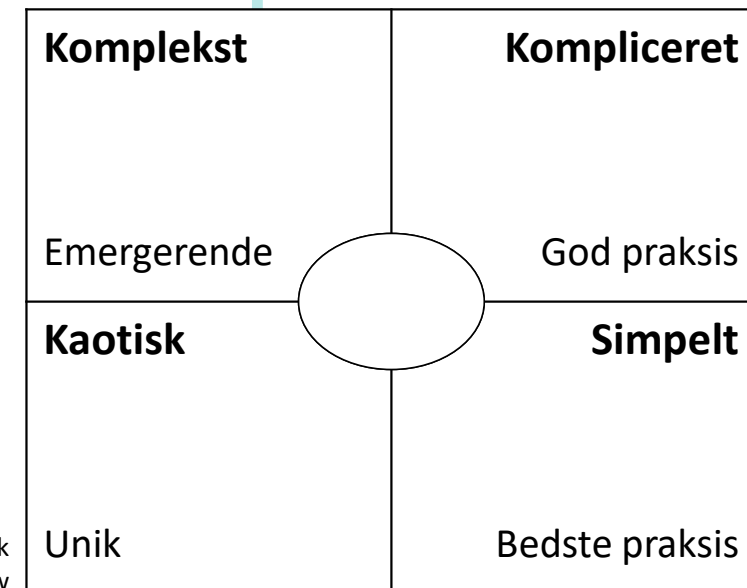 Komplekst
Kompliceret
Emergerende
God praksis
Kaotisk
Simpelt
Unik
Bedste praksis